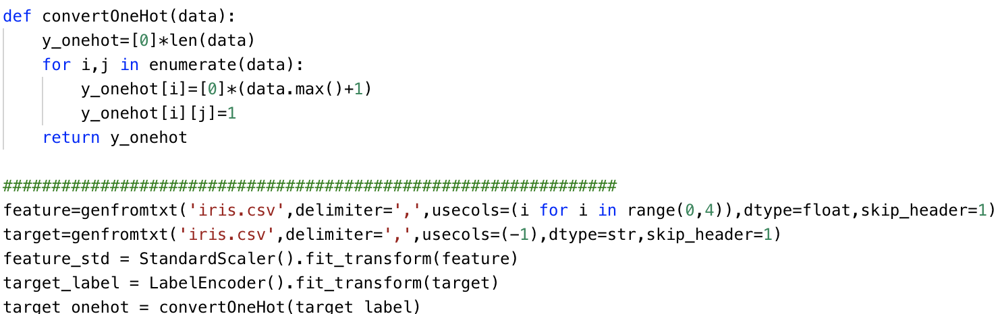 def convertOneHot(data):
    y_onehot=[0]*len(data)
    for i,j in enumerate(data):
        y_onehot[i]=[0]*(data.max()+1)
        y_onehot[i][j]=1
    return y_onehot
###############################################################
feature=genfromtxt('iris.csv',delimiter=',',usecols=(i for i in range(0,4)),dtype=float,skip_header=1)
target=genfromtxt('iris.csv',delimiter=',',usecols=(-1),dtype=str,skip_header=1)
feature_std = StandardScaler().fit_transform(feature)
target_label = LabelEncoder().fit_transform(target)
target_onehot = convertOneHot(target_label)